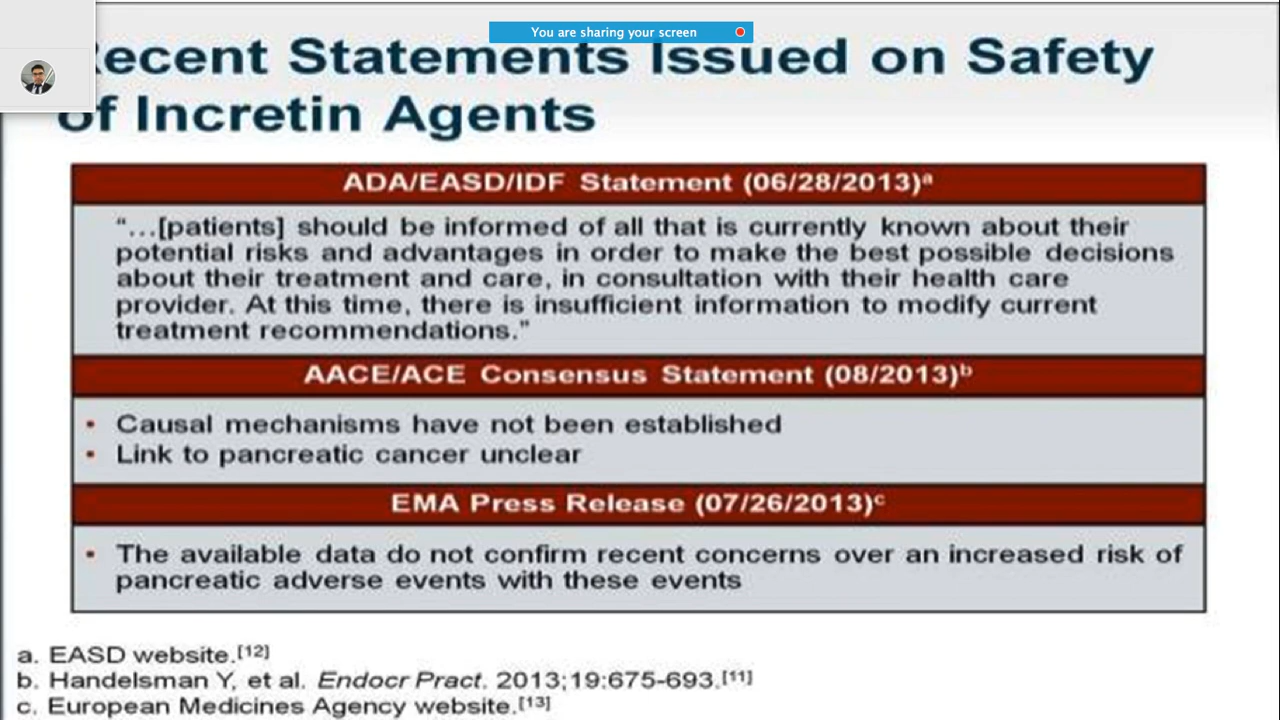 You are sharing your screen
Recent Statements Issued on Safety
of Incretin Agents
ADA/EASD/IDF Statement (06/28/2013)ᵃ
“…[patients] should be informed of all that is currently known about their
potential risks and advantages in order to make the best possible decisions
about their treatment and care, in consultation with their health care
provider. At this time, there is insufficient information to modify current
treatment recommendations.”
AACE/ACE Consensus Statement (08/2013)ᵇ
• Causal mechanisms have not been established
• Link to pancreatic cancer unclear
EMA Press Release (07/26/2013)ᶜ
• The available data do not confirm recent concerns over an increased risk of
pancreatic adverse events with these events
a. EASD website.[12]
b. Handelsman Y, et al. Endocr Pract. 2013;19:675-693.[11]
c. European Medicines Agency website.[13]